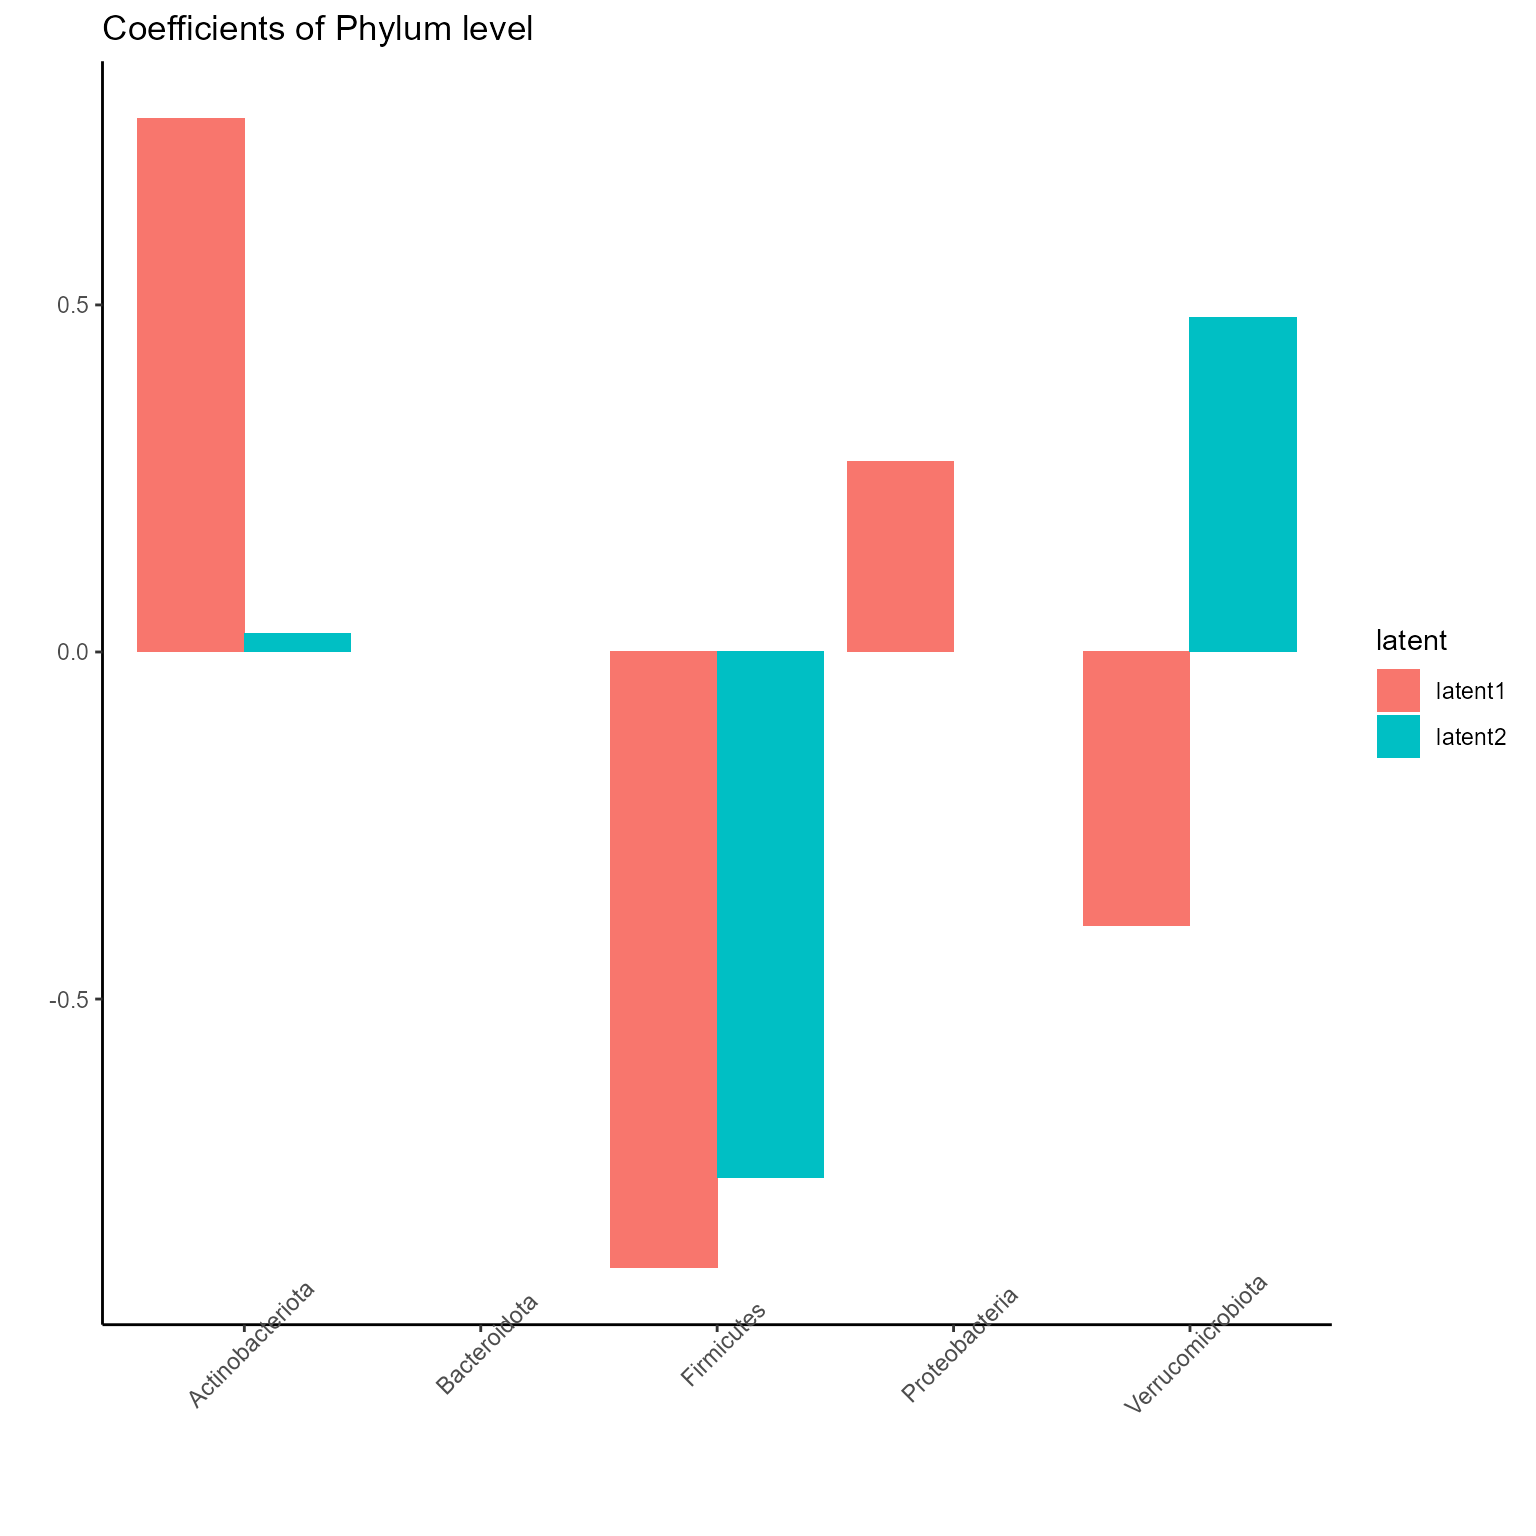 Coefficients of Phylum level
0.5
0.0
-0.5
Actinobacteriota
Bacteroidota
Firmicutes
Proteobacteria
Verrucomicrobiota
latent
latent1
latent2